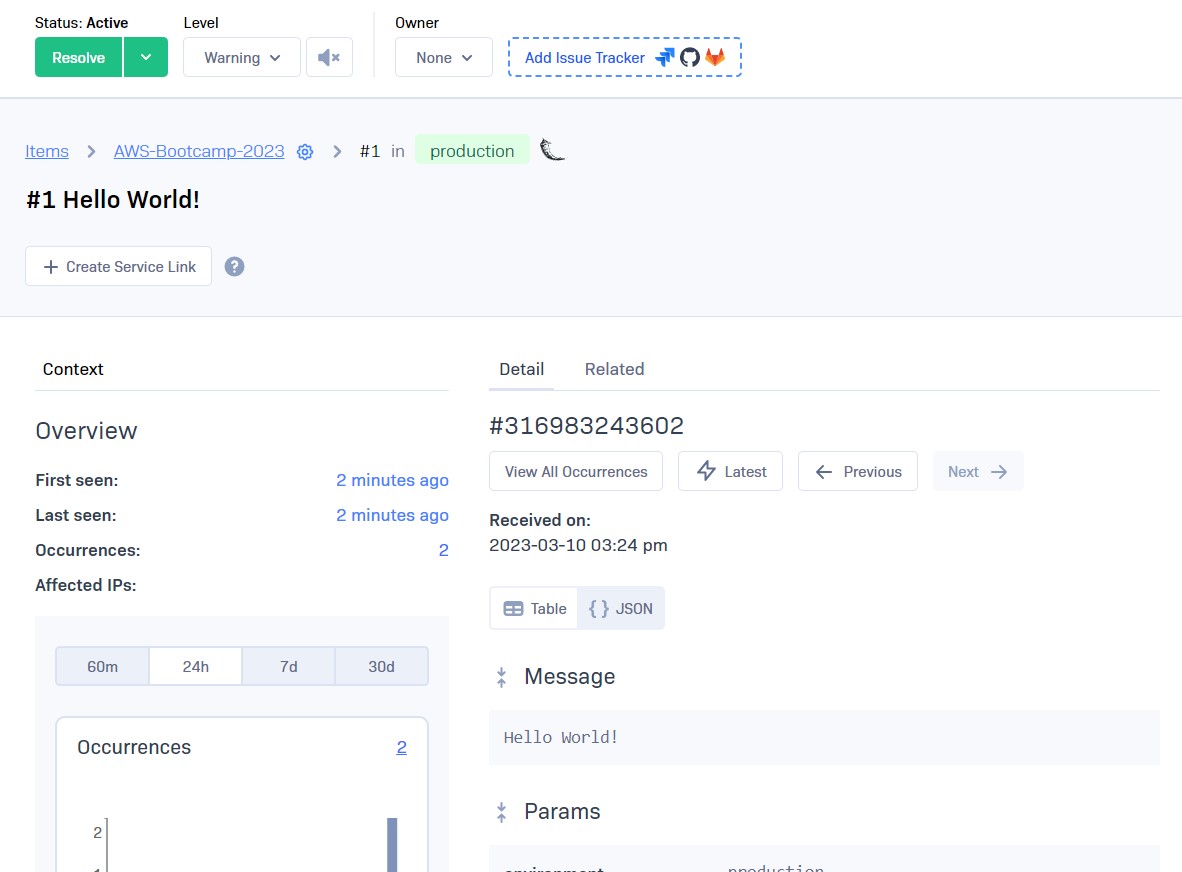 Status: Active Level Owner
Resolve Warning None Add Issue Tracker
Items AWS-Bootcamp-2023 #1 in production
#1 Hello World!
Create Service Link ?
Context
Overview
First seen: 2 minutes ago
Last seen: 2 minutes ago
Occurrences: 2
Affected IPs:
60m 24h 7d 30d
Occurrences 2
2
Detail Related
#316983243602
View All Occurrences Latest Previous Next
Received on:
2023-03-10 03:24 pm
Table {} JSON
Message
Hello World!
Params
environment production